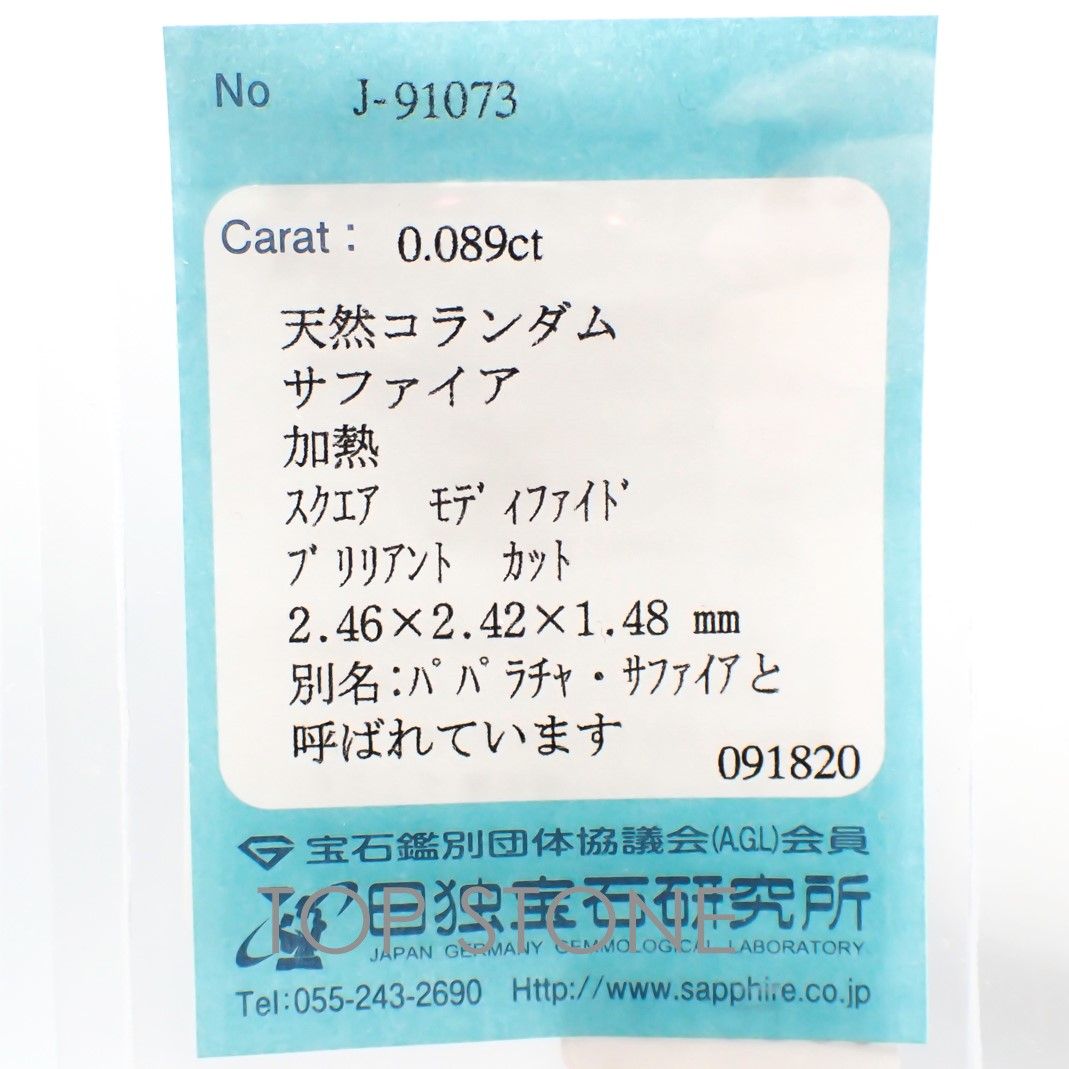 No J-91073
Carat: 0.089ct
天然コランダム
サファイア
加熱
ｽｸｴｱ ﾓﾃﾞｨﾌｧｲﾄﾞ
ﾌﾞﾘﾘｱﾝﾄ ｶｯﾄ
2.46×2.42×1.48 mm
別名:ﾊﾟﾊﾟﾗﾁｬ・ｻﾌｧｲｱと
呼ばれています
091820
宝石鑑別団体協議会(A.G.L)会員
日独宝石研究所
TOP STONE
JAPAN GERMANY GEMMOLOGICAL LABORATORY
Tel:055-243-2690 Http://www.sapphire.co.jp